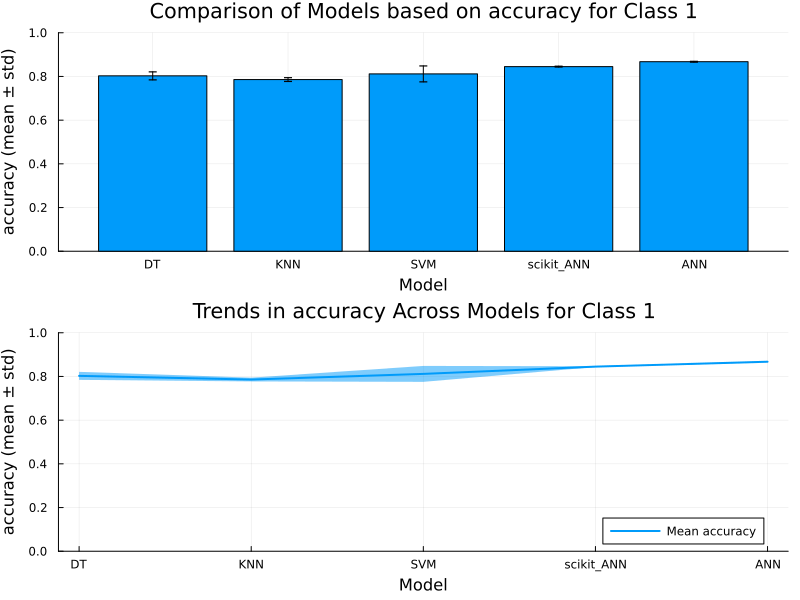 Comparison of Models based on accuracy for Class 1
accuracy (mean ± std)
1.0
0.8
0.6
0.4
0.2
0.0
DT KNN SVM scikit_ANN ANN
Model
Trends in accuracy Across Models for Class 1
accuracy (mean ± std)
1.0
0.8
0.6
0.4
0.2
0.0
Mean accuracy
DT KNN SVM scikit_ANN ANN
Model